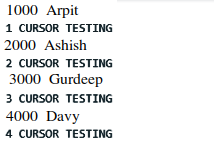 1000 Arpit
1 CURSOR TESTING
2000 Ashish
2 CURSOR TESTING
3000 Gurdeep
3 CURSOR TESTING
4000 Davy
4 CURSOR TESTING